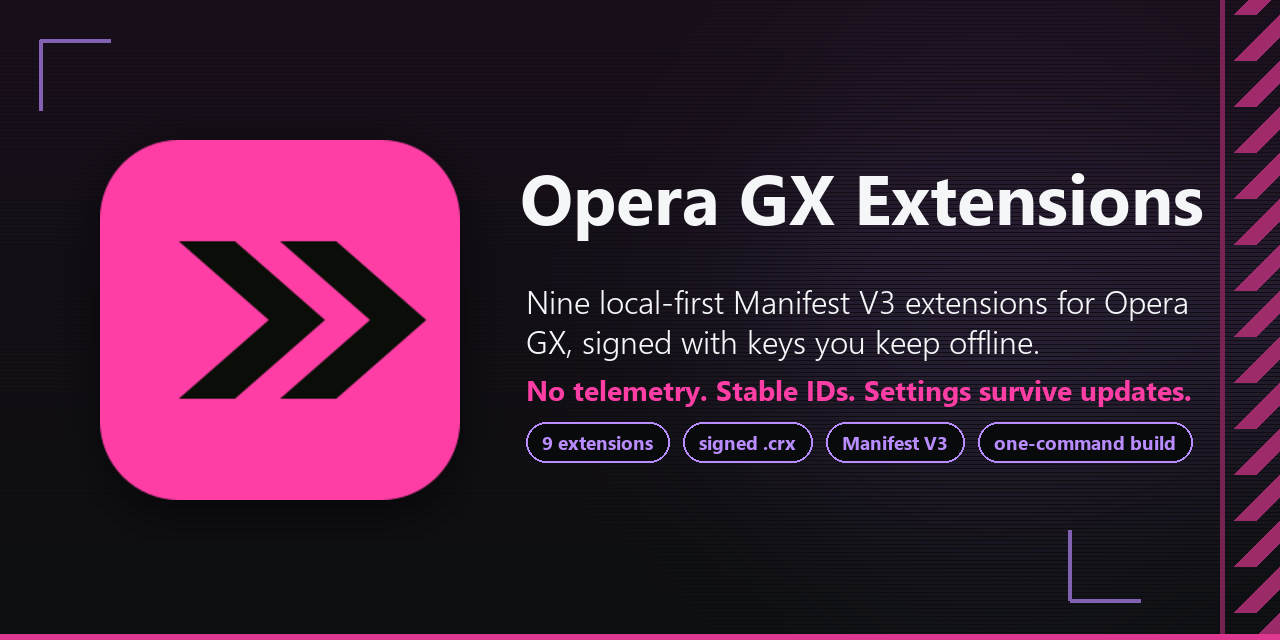 Opera GX Extensions
Nine local-first Manifest V3 extensions for Opera
GX, signed with keys you keep offline.
No telemetry. Stable IDs. Settings survive updates.
9 extensions
signed .crx
Manifest V3
one-command build